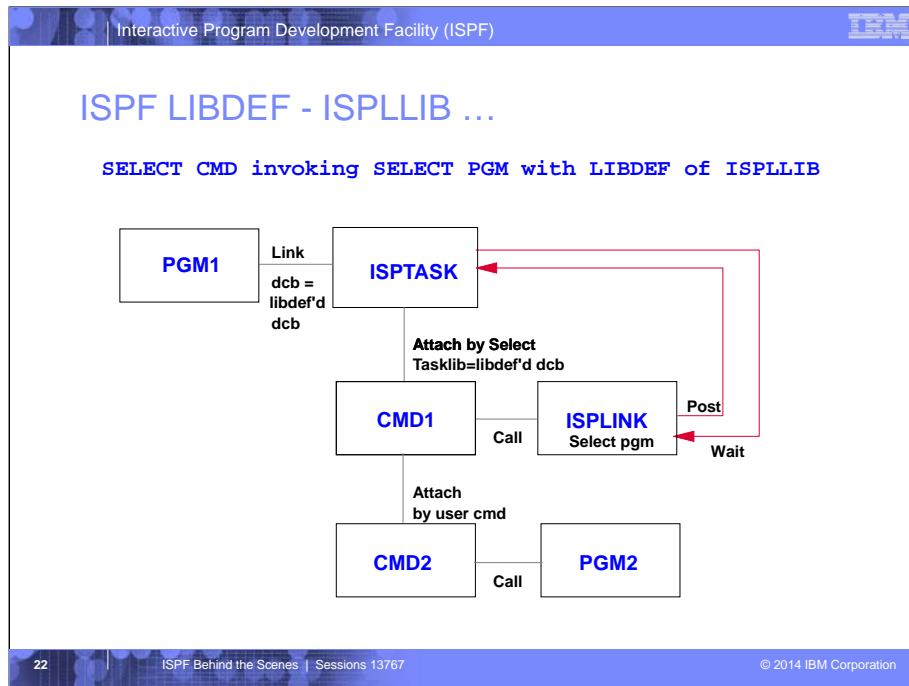 Interactive Program Development Facility (ISPF)
IBM
ISPF LIBDEF - ISPLLIB …
SELECT CMD invoking SELECT PGM with LIBDEF of ISPLLIB
PGM1
Link
dcb =
libdef'd
dcb
ISPTASK
Attach by Select
Tasklib=libdef'd dcb
CMD1
Call
ISPLINK
Select pgm
Post
Wait
Attach
by user cmd
CMD2
Call
PGM2
22
ISPF Behind the Scenes | Sessions 13767
© 2014 IBM Corporation